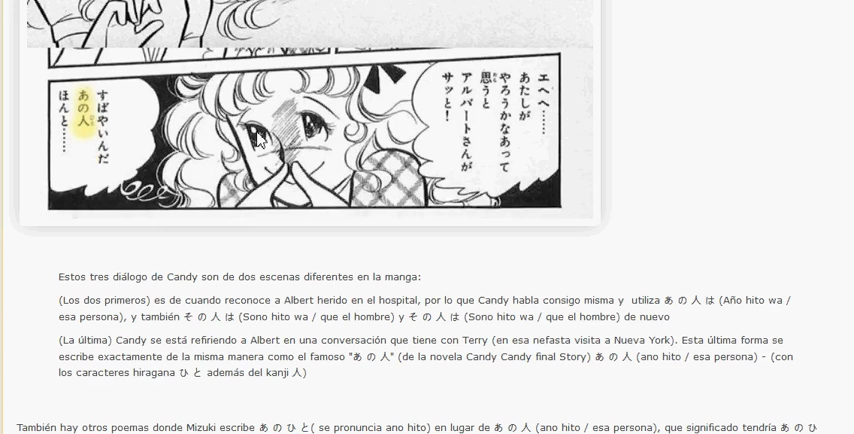 エヘヘ……
あたしが
やろうかなあって
思うと
アルバートさんが
サッと！
すばやいんだ
あの人
ほんと……
Estos tres diálogo de Candy son de dos escenas diferentes en la manga:
(Los dos primeros) es de cuando reconoce a Albert herido en el hospital, por lo que Candy habla consigo misma y utiliza あ の 人 は (Año hito wa /
esa persona), y también そ の 人 は (Sono hito wa / que el hombre) y そ の 人 は (Sono hito wa / que el hombre) de nuevo
(La última) Candy se está refiriendo a Albert en una conversación que tiene con Terry (en esa nefasta visita a Nueva York). Esta última forma se
escribe exactamente de la misma manera como el famoso "あ の 人" (de la novela Candy Candy final Story) あ の 人 (ano hito / esa persona) - (con
los caracteres hiragana ひ と además del kanji 人)
También hay otros poemas donde Mizuki escribe あ の ひ と( se pronuncia ano hito) en lugar de あ の 人 (ano hito / esa persona), que significado tendría あ の ひ